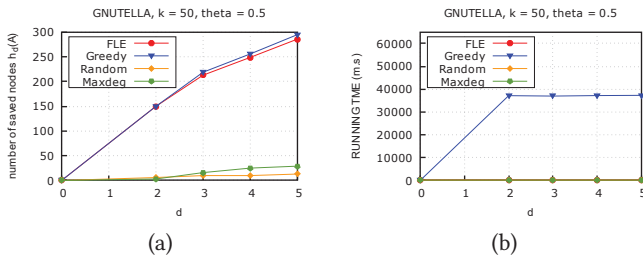 GNUTELLA, k = 50, theta = 0.5
number of saved nodes h_d(A)
300
250
200
150
100
50
0
FLE
Greedy
Random
Maxdeg
0 1 2 3 4 5
d
(a)
GNUTELLA, k = 50, theta = 0.5
RUNNING TME (m.s)
60000
50000
40000
30000
20000
10000
0
FLE
Greedy
Random
Maxdeg
0 1 2 3 4 5
d
(b)